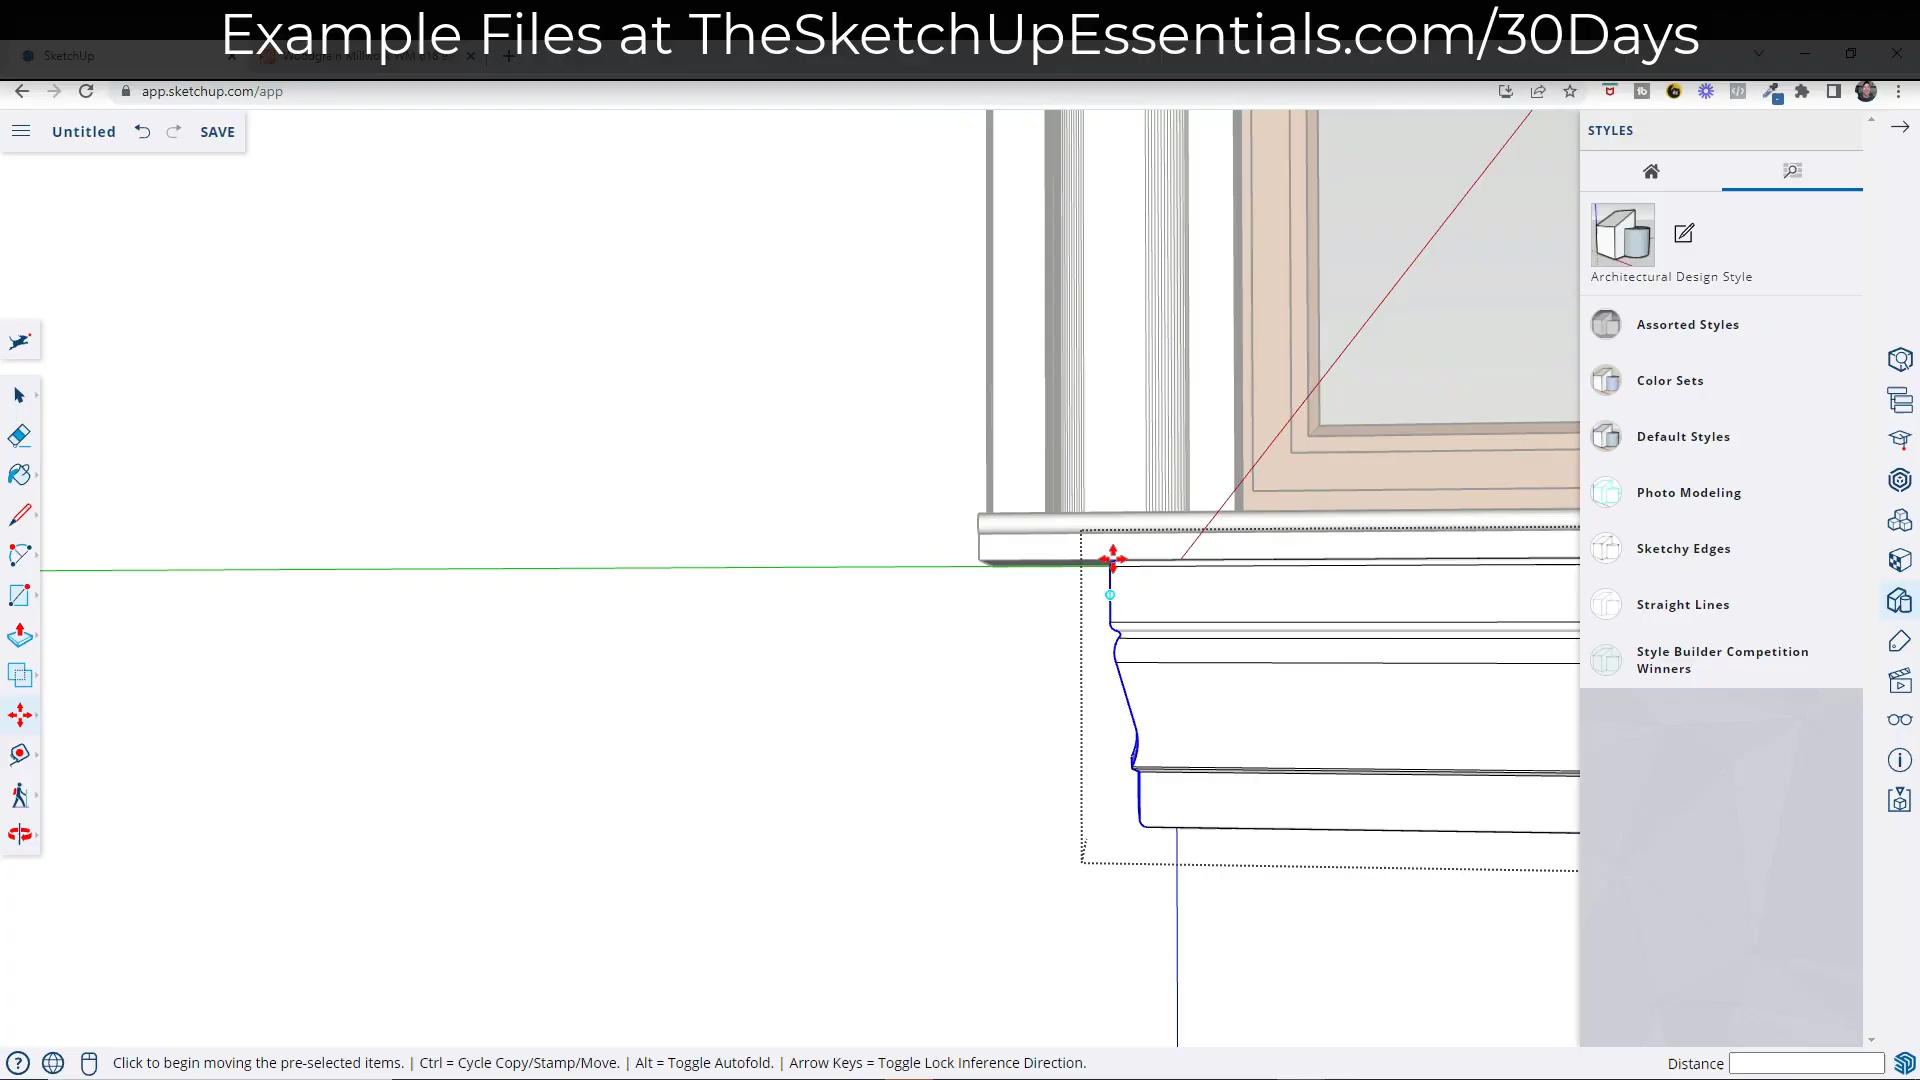 Example Files at TheSketchUpEssentials.com/30Days
SketchUp
app.sketchup.com/app
Untitled
SAVE
STYLES
Architectural Design Style
Assorted Styles
Color Sets
Default Styles
Photo Modeling
Sketchy Edges
Straight Lines
Style Builder Competition
Winners
Click to begin moving the pre-selected items. | Ctrl = Cycle Copy/Stamp/Move. | Alt = Toggle Autofold. | Arrow Keys = Toggle Lock Inference Direction.
Distance